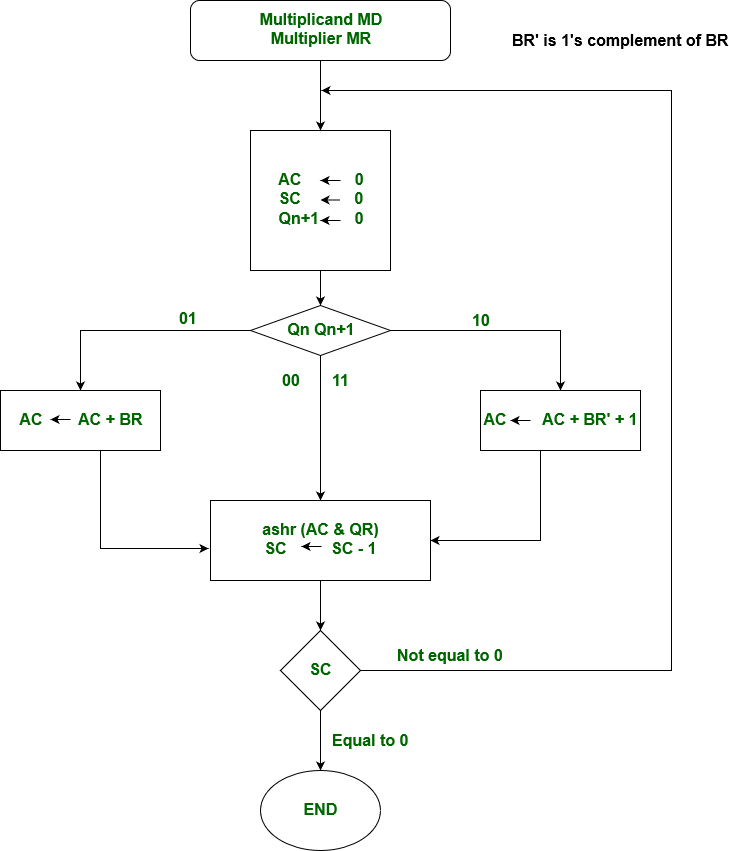 Multiplicand MD
Multiplier MR
BR' is 1's complement of BR
AC ← 0
SC ← 0
Qn+1 ← 0
Qn Qn+1
01
10
00
11
AC ← AC + BR
AC ← AC + BR' + 1
ashr (AC & QR)
SC ← SC - 1
SC
Not equal to 0
Equal to 0
END